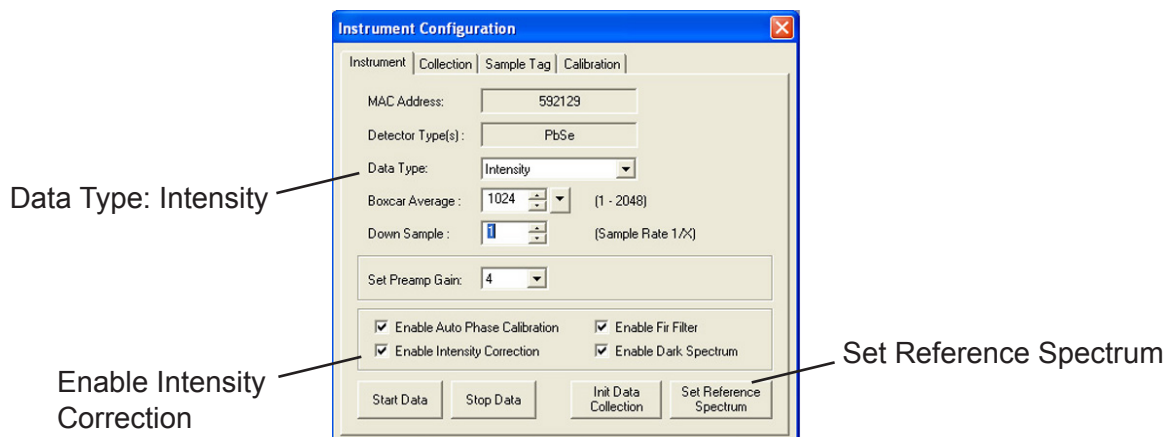 Instrument Configuration
Instrument Collection Sample Tag Calibration
MAC Address: 592129
Detector Type(s) : PbSe
Data Type: Intensity
Data Type: Intensity
Boxcar Average : 1024 (1 - 2048)
Down Sample : 1 (Sample Rate 1/X)
Set Preamp Gain: 4
Enable Auto Phase Calibration Enable Fir Filter
Enable Intensity Correction Enable Dark Spectrum
Set Reference Spectrum
Enable Intensity
Correction
Start Data Stop Data
Init Data
Collection
Set Reference
Spectrum